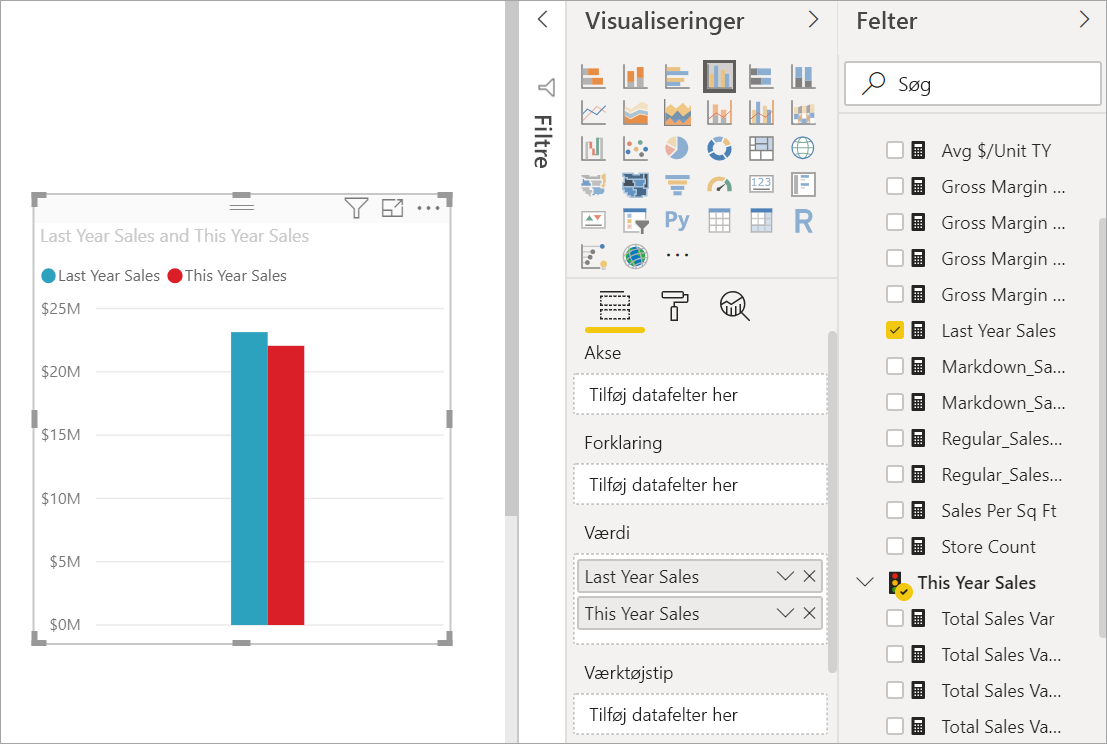 Last Year Sales and This Year Sales
Last Year Sales
This Year Sales
$25M
$20M
$15M
$10M
$5M
$0M
Filtre
Visualiseringer
123
Py
R
Akse
Tilføj datafelter her
Forklaring
Tilføj datafelter her
Værdi
Last Year Sales
This Year Sales
Værktøjstip
Tilføj datafelter her
Felter
Søg
Avg $/Unit TY
Gross Margin ...
Gross Margin ...
Gross Margin ...
Gross Margin ...
Last Year Sales
Markdown_Sa...
Markdown_Sa...
Regular_Sales...
Regular_Sales...
Sales Per Sq Ft
Store Count
This Year Sales
Total Sales Var
Total Sales Va...
Total Sales Va...
Total Sales Va...